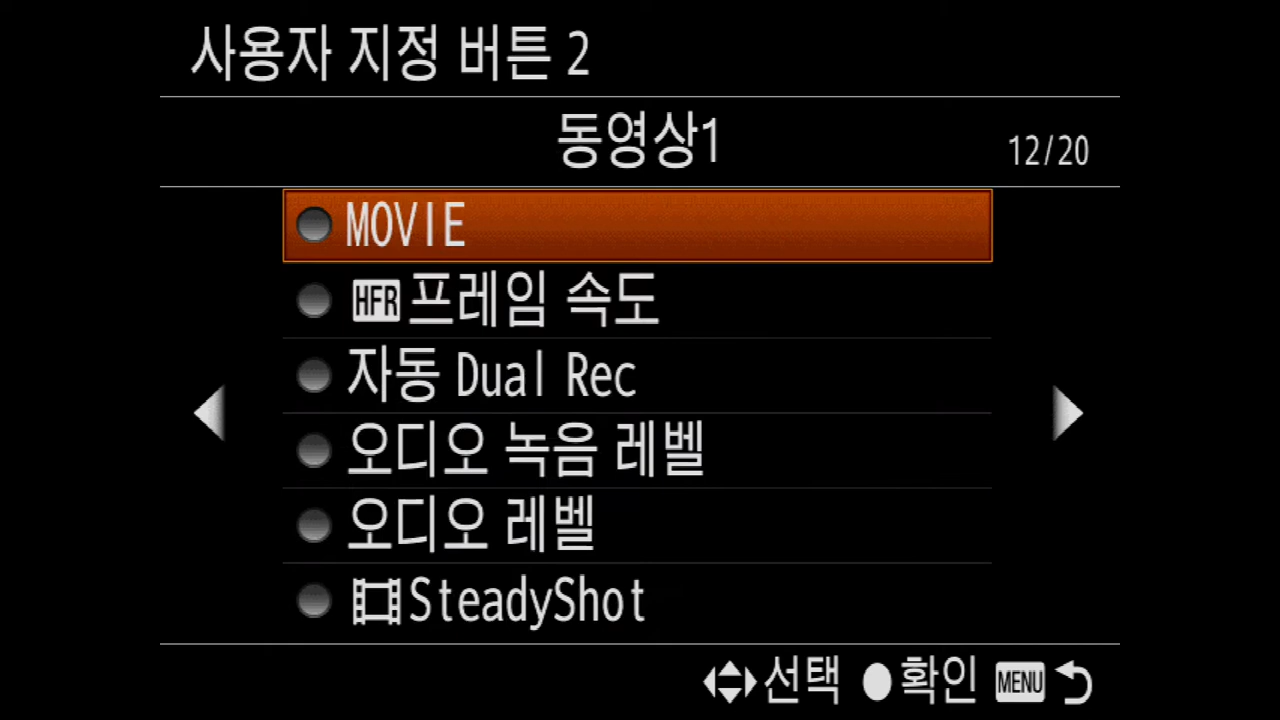 사용자 지정 버튼 2
동영상1 12/20
MOVIE
HFR 프레임 속도
자동 Dual Rec
오디오 녹음 레벨
오디오 레벨
SteadyShot
선택 확인 MENU